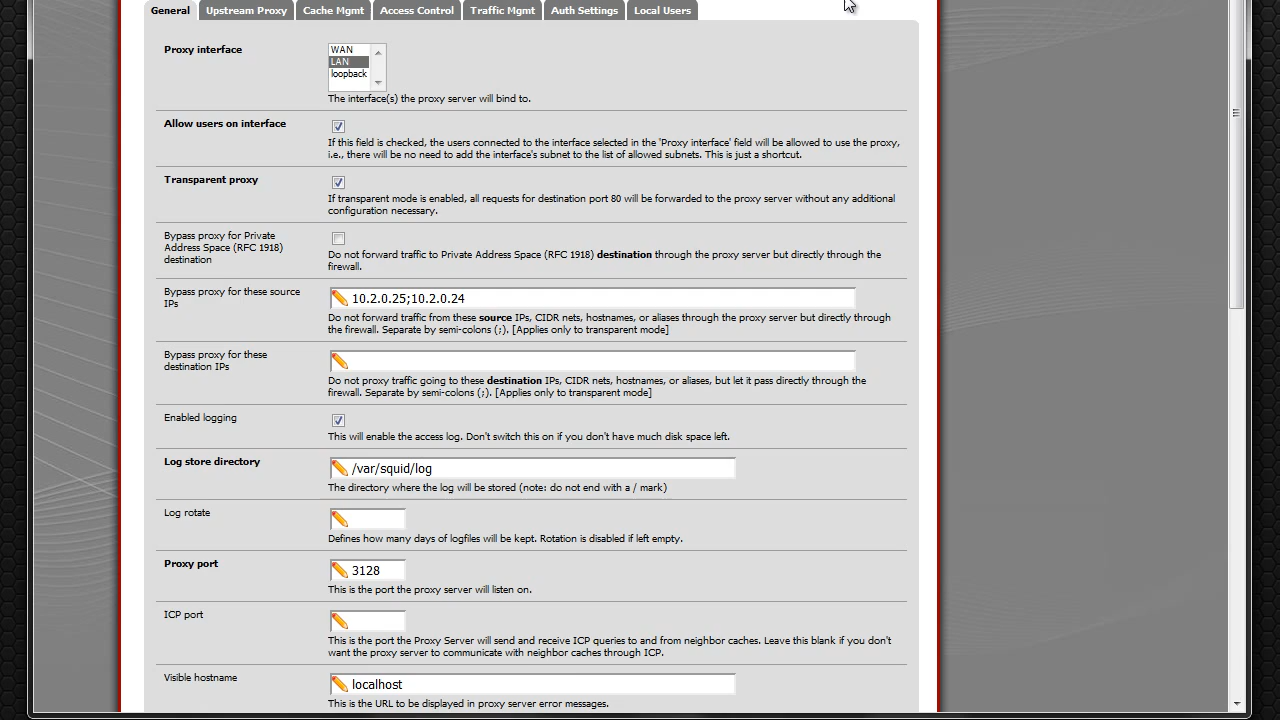 General Upstream Proxy Cache Mgmt Access Control Traffic Mgmt Auth Settings Local Users
Proxy interface
WAN
LAN
loopback
The interface(s) the proxy server will bind to.
Allow users on interface
If this field is checked, the users connected to the interface selected in the 'Proxy interface' field will be allowed to use the proxy,
i.e., there will be no need to add the interface's subnet to the list of allowed subnets. This is just a shortcut.
Transparent proxy
If transparent mode is enabled, all requests for destination port 80 will be forwarded to the proxy server without any additional
configuration necessary.
Bypass proxy for Private
Address Space (RFC 1918)
destination
Do not forward traffic to Private Address Space (RFC 1918) destination through the proxy server but directly through the
firewall.
Bypass proxy for these source
IPs
10.2.0.25;10.2.0.24
Do not forward traffic from these source IPs, CIDR nets, hostnames, or aliases through the proxy server but directly through
the firewall. Separate by semi-colons (;). [Applies only to transparent mode]
Bypass proxy for these
destination IPs
Do not proxy traffic going to these destination IPs, CIDR nets, hostnames, or aliases, but let it pass directly through the
firewall. Separate by semi-colons (;). [Applies only to transparent mode]
Enabled logging
This will enable the access log. Don't switch this on if you don't have much disk space left.
Log store directory
/var/squid/log
The directory where the log will be stored (note: do not end with a / mark)
Log rotate
Defines how many days of logfiles will be kept. Rotation is disabled if left empty.
Proxy port
3128
This is the port the proxy server will listen on.
ICP port
This is the port the Proxy Server will send and receive ICP queries to and from neighbor caches. Leave this blank if you don't
want the proxy server to communicate with neighbor caches through ICP.
Visible hostname
localhost
This is the URL to be displayed in proxy server error messages.